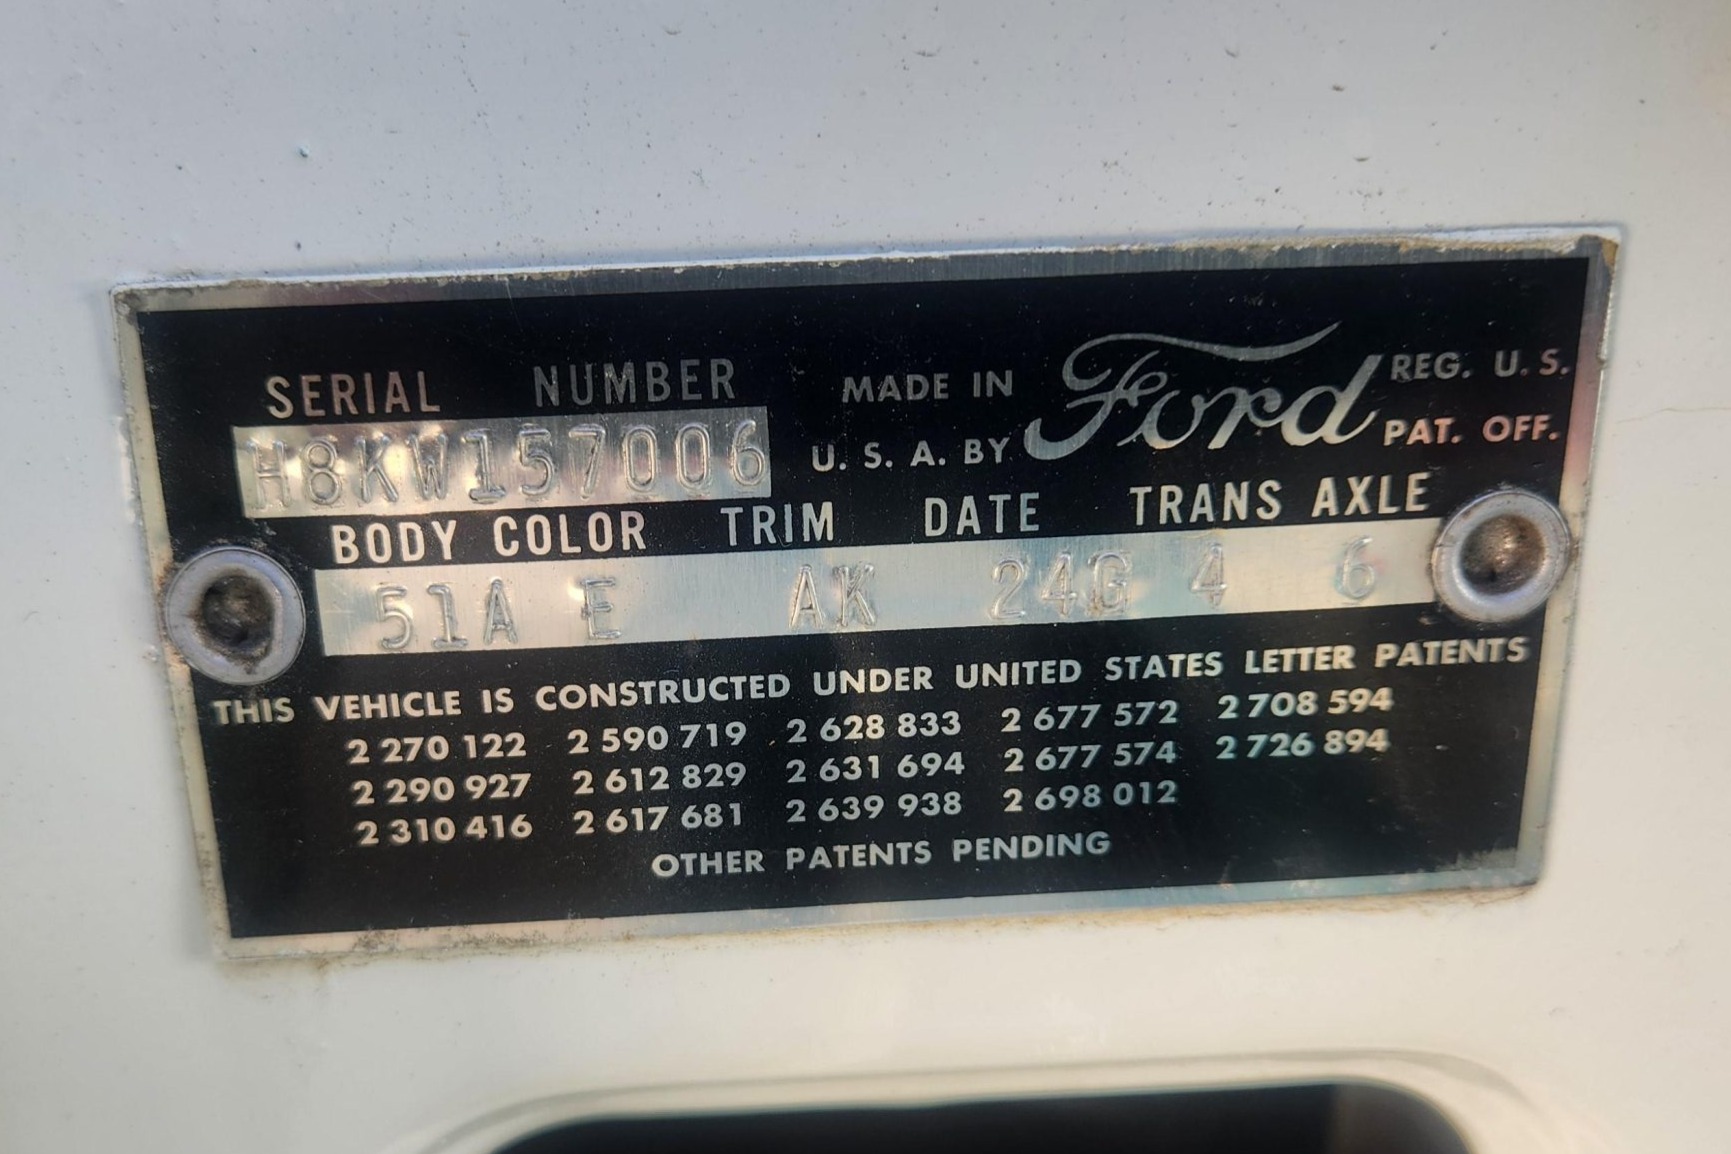 SERIAL NUMBER
MADE IN Ford REG. U. S.
H8KW157006
U. S. A. BY PAT. OFF.
BODY COLOR TRIM DATE TRANS AXLE
51A E AK 24G 4 6
THIS VEHICLE IS CONSTRUCTED UNDER UNITED STATES LETTER PATENTS
2 270 122 2 590 719 2 628 833 2 677 572 2 708 594
2 290 927 2 612 829 2 631 694 2 677 574 2 726 894
2 310 416 2 617 681 2 639 938 2 698 012
OTHER PATENTS PENDING